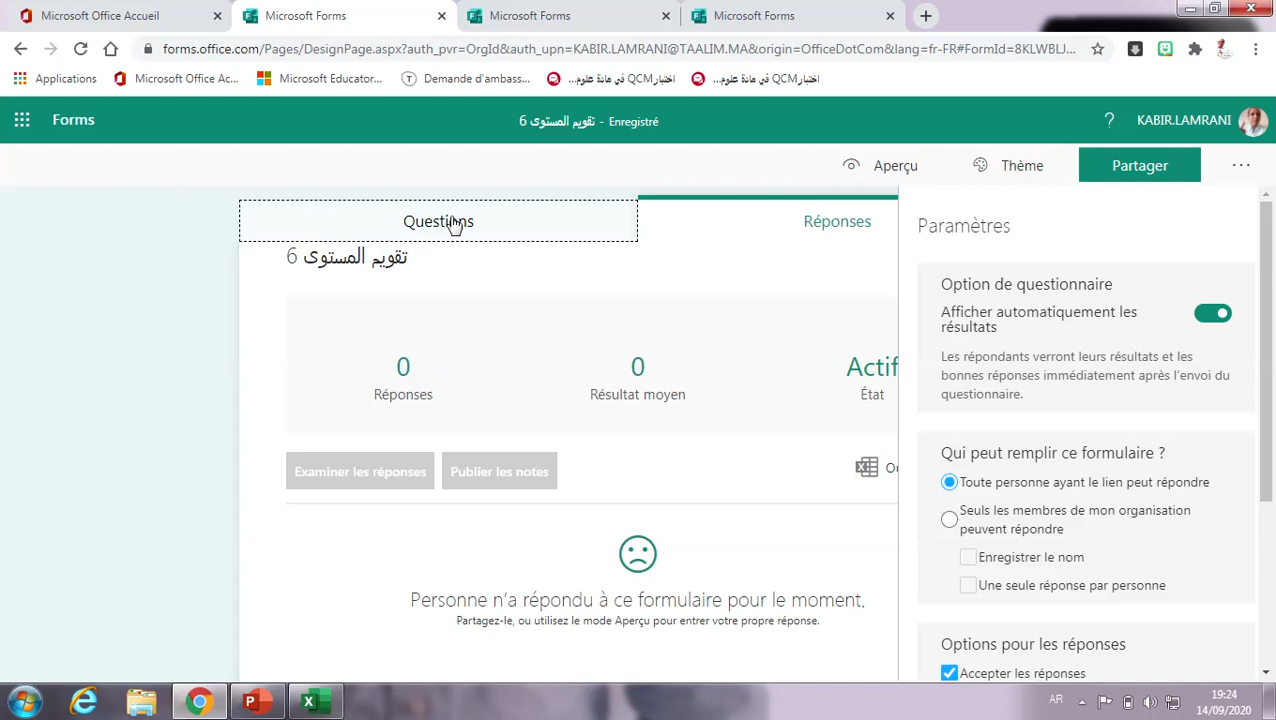 Microsoft Office Accueil
Microsoft Forms
Microsoft Forms
Microsoft Forms
forms.office.com/Pages/DesignPage.aspx?auth_pvr=OrgId&auth_upn=KABIR.LAMRANI@TAALIM.MA&origin=OfficeDotCom&lang=fr-FR#FormId=8KLWBLJ...
Applications
Microsoft Office Ac...
Microsoft Educator...
Demande d'ambass...
اختبارQCM في مادة علوم...
اختبارQCM في مادة علوم...
Forms
تقويم المستوى 6 - Enregistré
?
KABIR.LAMRANI
Aperçu
Thème
Partager
...
Questions
Réponses
تقويم المستوى 6
0
Réponses
0
Résultat moyen
Actif
État
Examiner les réponses
Publier les notes
Ou
Personne n'a répondu à ce formulaire pour le moment.
Partagez-le, ou utilisez le mode Aperçu pour entrer votre propre réponse.
Paramètres
Option de questionnaire
Afficher automatiquement les
résultats
Les répondants verront leurs résultats et les
bonnes réponses immédiatement après l'envoi du
questionnaire.
Qui peut remplir ce formulaire ?
Toute personne ayant le lien peut répondre
Seuls les membres de mon organisation
peuvent répondre
Enregistrer le nom
Une seule réponse par personne
Options pour les réponses
Accepter les réponses
AR
19:24
14/09/2020